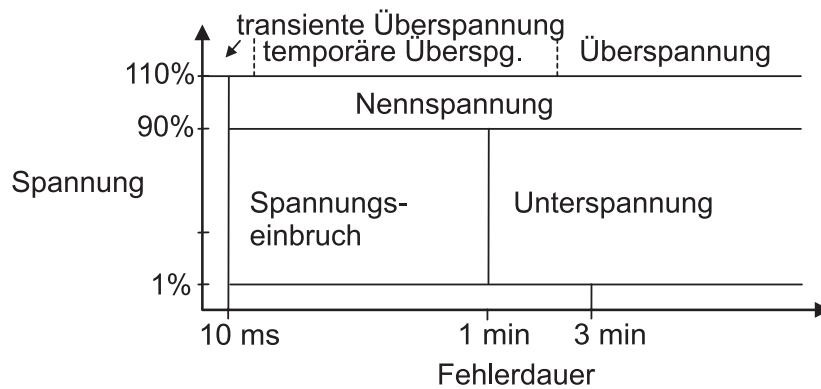 transiente Überspannung
temporäre Überspg.
Überspannung
110%
Nennspannung
90%
Spannung
Spannungs-
einbruch
Unterspannung
1%
10 ms
1 min
3 min
Fehlerdauer